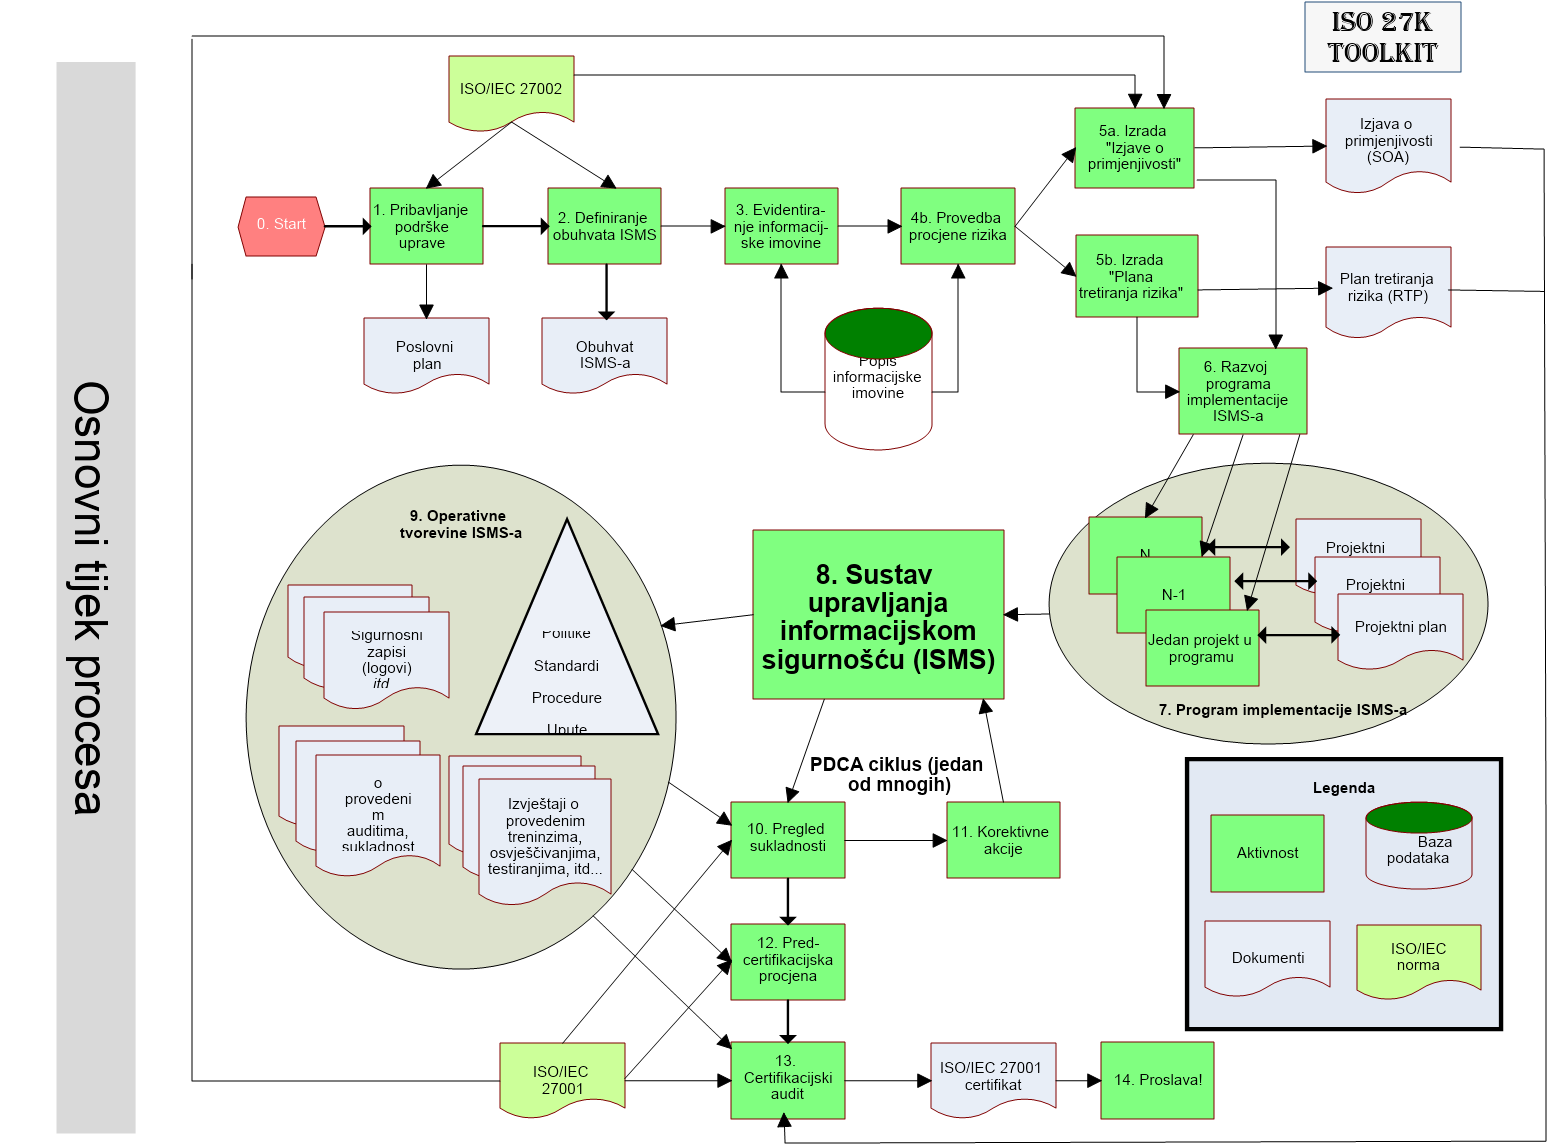 ISO 27K
TOOLKIT
Osnovni tijek procesa
ISO/IEC 27002
0. Start
1. Pribavljanje
podrške
uprave
2. Definiranje
obuhvata ISMS
3. Evidentira-
nje informacij-
ske imovine
4b. Provedba
procjene rizika
5a. Izrada
"Izjave o
primjenjivosti"
Izjava o
primjenjivosti
(SOA)
5b. Izrada
"Plana
tretiranja rizika"
Plan tretiranja
rizika (RTP)
Poslovni
plan
Obuhvat
ISMS-a
Popis
informacijske
imovine
6. Razvoj
programa
implementacije
ISMS-a
9. Operativne
tvorevine ISMS-a
Politike
Standardi
Procedure
Upute
Sigurnosni
zapisi
(logovi)
itd
o
provedeni
m
auditima,
sukladnost
Izvještaji o
provedenim
treninzima,
osvješčivanjima,
testiranjima, itd...
8. Sustav
upravljanja
informacijskom
sigurnošću (ISMS)
N
N-1
Jedan projekt u
programu
Projektni
Projektni
Projektni plan
7. Program implementacije ISMS-a
PDCA ciklus (jedan
od mnogih)
10. Pregled
sukladnosti
11. Korektivne
akcije
12. Pred-
certifikacijska
procjena
13.
Certifikacijski
audit
ISO/IEC
27001
ISO/IEC 27001
certifikat
14. Proslava!
Legenda
Aktivnost
Baza
podataka
Dokumenti
ISO/IEC
norma